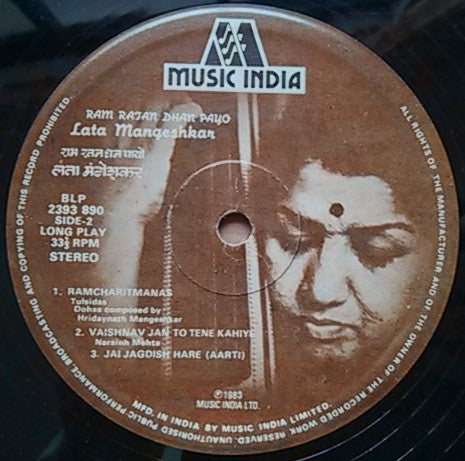 MUSIC INDIA
RAM RATAN DHAN PAYO
Lata Mangeshkar
राम रतन धन पायो
लता मंगेशकर
BLP
2393 890
SIDE-2
LONG PLAY
33⅓ RPM
STEREO
1. RAMCHARITMANAS
Tulsidas
Dohas composed by
Hridaynath Mangeshkar
2. VAISHNAV JAN TO TENE KAHIYE
Narsinh Mehta
3. JAI JAGDISH HARE (AARTI)
℗1983
MUSIC INDIA LTD.
MFD. IN INDIA BY MUSIC INDIA LIMITED.
ALL RIGHTS OF THE MANUFACTURER AND OF THE OWNER OF THE RECORDED WORK RESERVED. UNAUTHORISED PUBLIC PERFORMANCE, BROADCASTING AND COPYING OF THIS RECORD PROHIBITED.